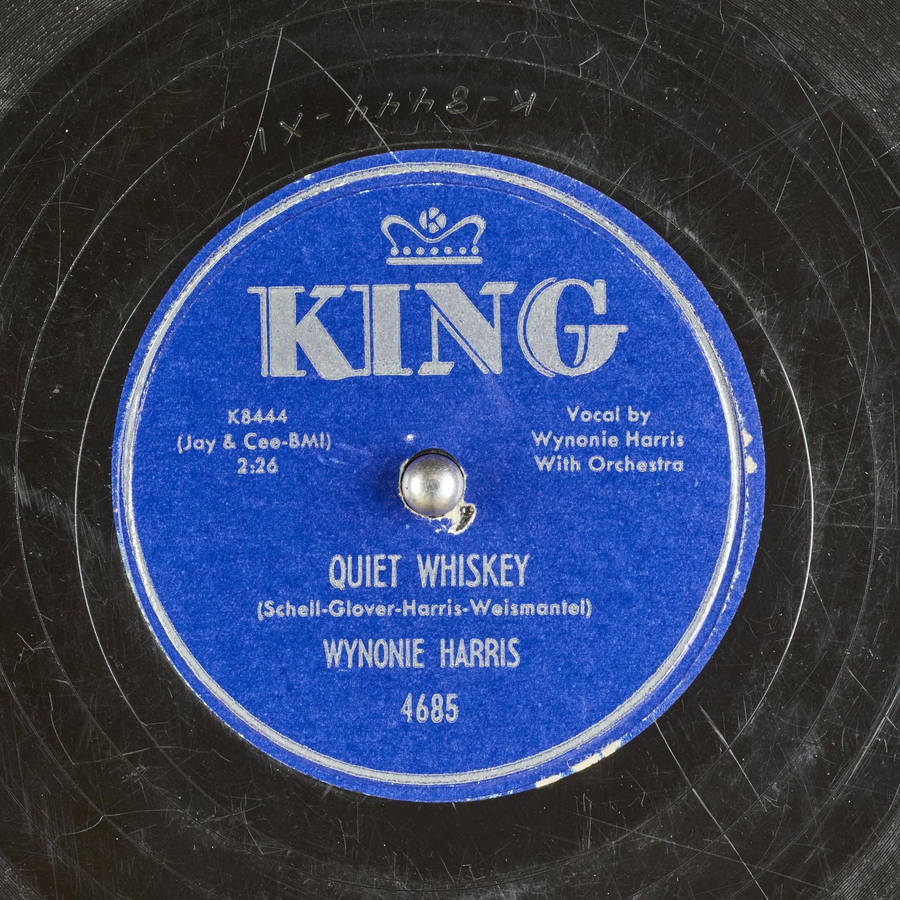 K-8444-X1
K
KING
K8444
(Jay & Cee-BMI)
2:26
Vocal by
Wynonie Harris
With Orchestra
QUIET WHISKEY
(Schell-Glover-Harris-Weismantel)
WYNONIE HARRIS
4685